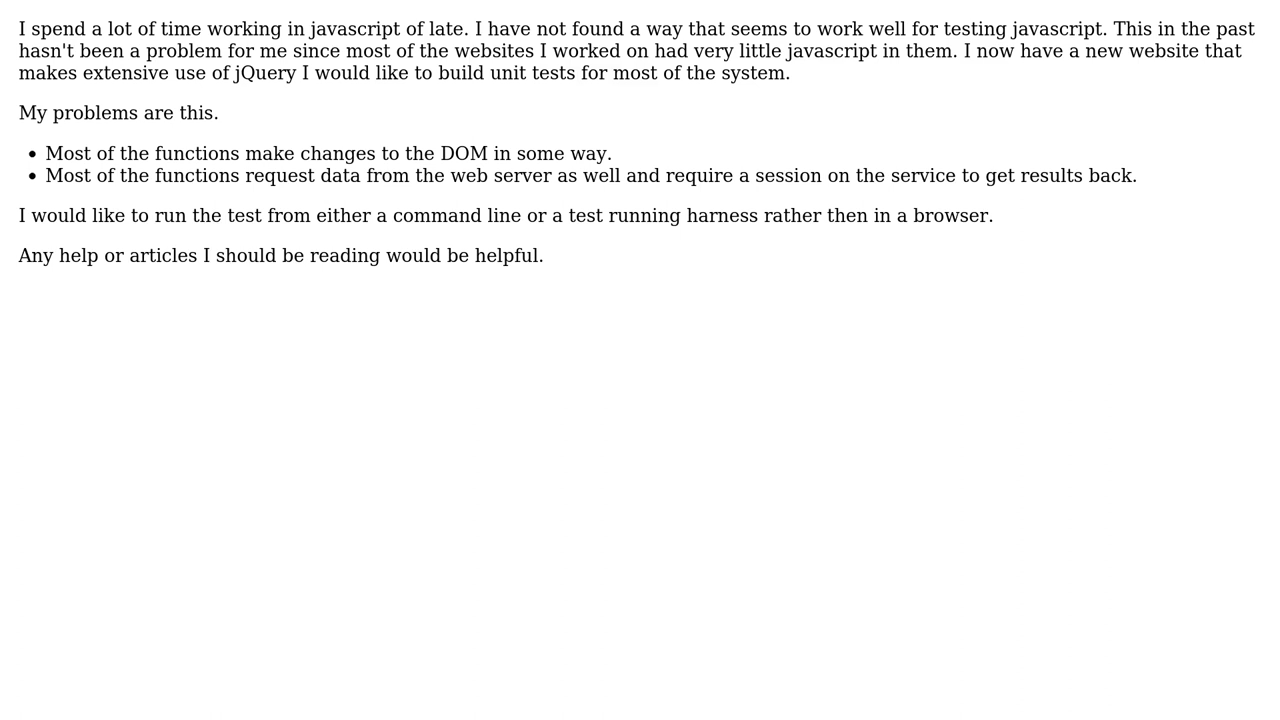 I spend a lot of time working in javascript of late. I have not found a way that seems to work well for testing javascript. This in the past
hasn't been a problem for me since most of the websites I worked on had very little javascript in them. I now have a new website that
makes extensive use of jQuery I would like to build unit tests for most of the system.
My problems are this.
• Most of the functions make changes to the DOM in some way.
• Most of the functions request data from the web server as well and require a session on the service to get results back.
I would like to run the test from either a command line or a test running harness rather then in a browser.
Any help or articles I should be reading would be helpful.